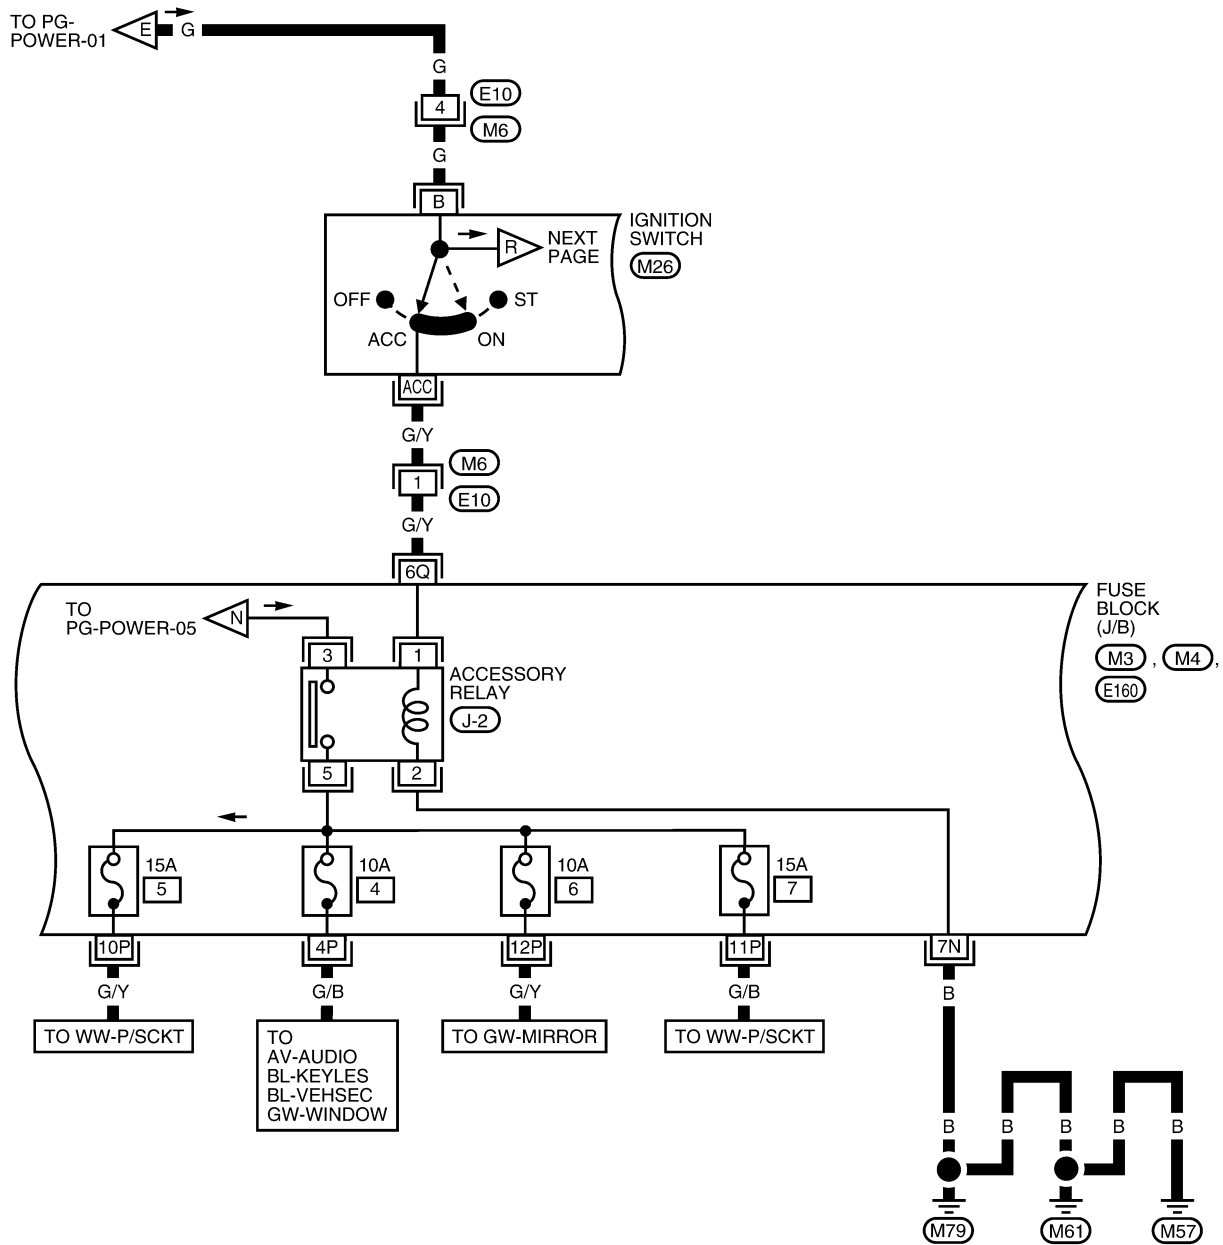 TO PG-
POWER-01
E
G
G
4
E10
M6
G
B
IGNITION
SWITCH
M26
R
NEXT
PAGE
OFF
ST
ACC
ON
ACC
G/Y
M6
1
E10
G/Y
6Q
FUSE
BLOCK
(J/B)
M3 , M4 ,
E160
TO
PG-POWER-05
N
3
1
ACCESSORY
RELAY
J-2
5
2
15A
5
10A
4
10A
6
15A
7
10P
4P
12P
11P
7N
G/Y
G/B
G/Y
G/B
B
TO WW-P/SCKT
TO
AV-AUDIO
BL-KEYLES
BL-VEHSEC
GW-WINDOW
TO GW-MIRROR
TO WW-P/SCKT
B
B
B
B
B
M79
M61
M57